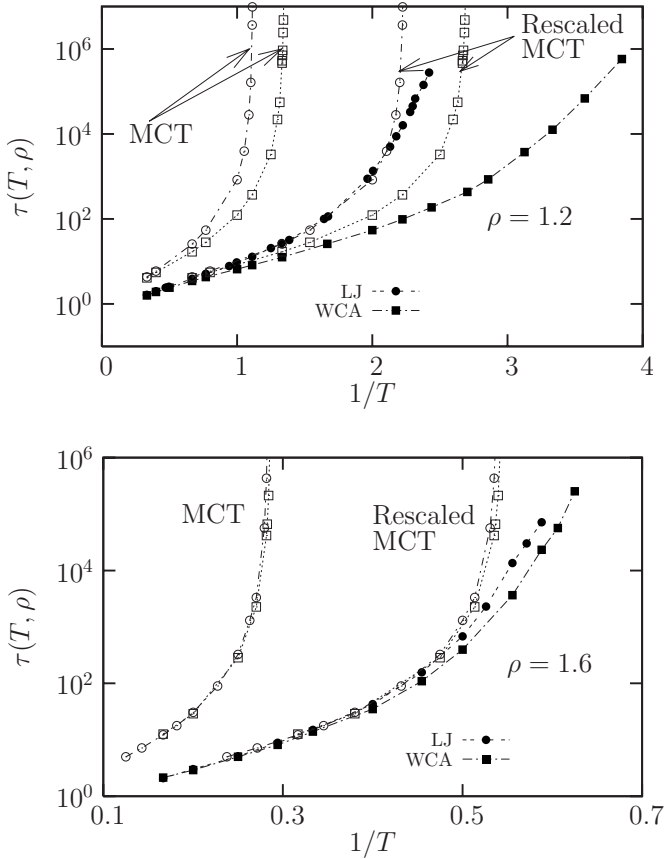 10^6
10^4
10^2
10^0
τ(T, ρ)
MCT
Rescaled
MCT
ρ = 1.2
LJ
WCA
0 1 2 3 4
1/T
10^6
10^4
10^2
10^0
τ(T, ρ)
MCT
Rescaled
MCT
ρ = 1.6
LJ
WCA
0.1 0.3 0.5 0.7
1/T